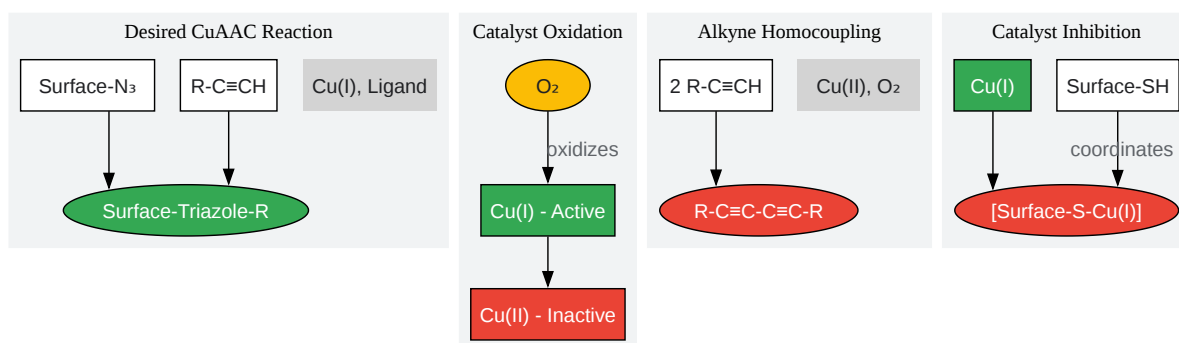 Desired CuAAC Reaction
Surface-N₃
R-C≡CH
Cu(I), Ligand
Surface-Triazole-R
Catalyst Oxidation
O₂
oxidizes
Cu(I) - Active
Cu(II) - Inactive
Alkyne Homocoupling
2 R-C≡CH
Cu(II), O₂
R-C≡C-C≡C-R
Catalyst Inhibition
Cu(I)
Surface-SH
coordinates
[Surface-S-Cu(I)]